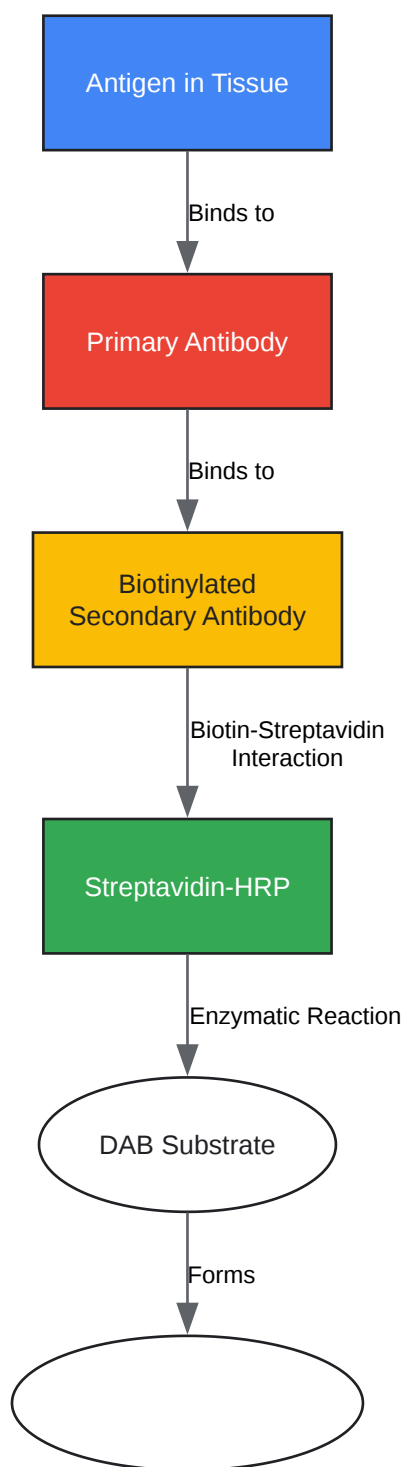 Antigen in Tissue
Binds to
Primary Antibody
Binds to
Biotinylated
Secondary Antibody
Biotin-Streptavidin
Interaction
Streptavidin-HRP
Enzymatic Reaction
DAB Substrate
Forms